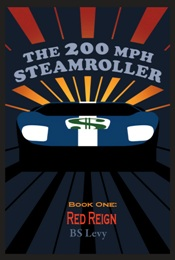 THE 200 MPH
STEAMROLLER
BOOK ONE:
RED REIGN
BS LEVY